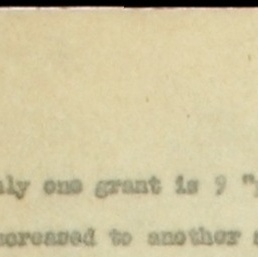 nly one grant is 9 "
ncreased to another